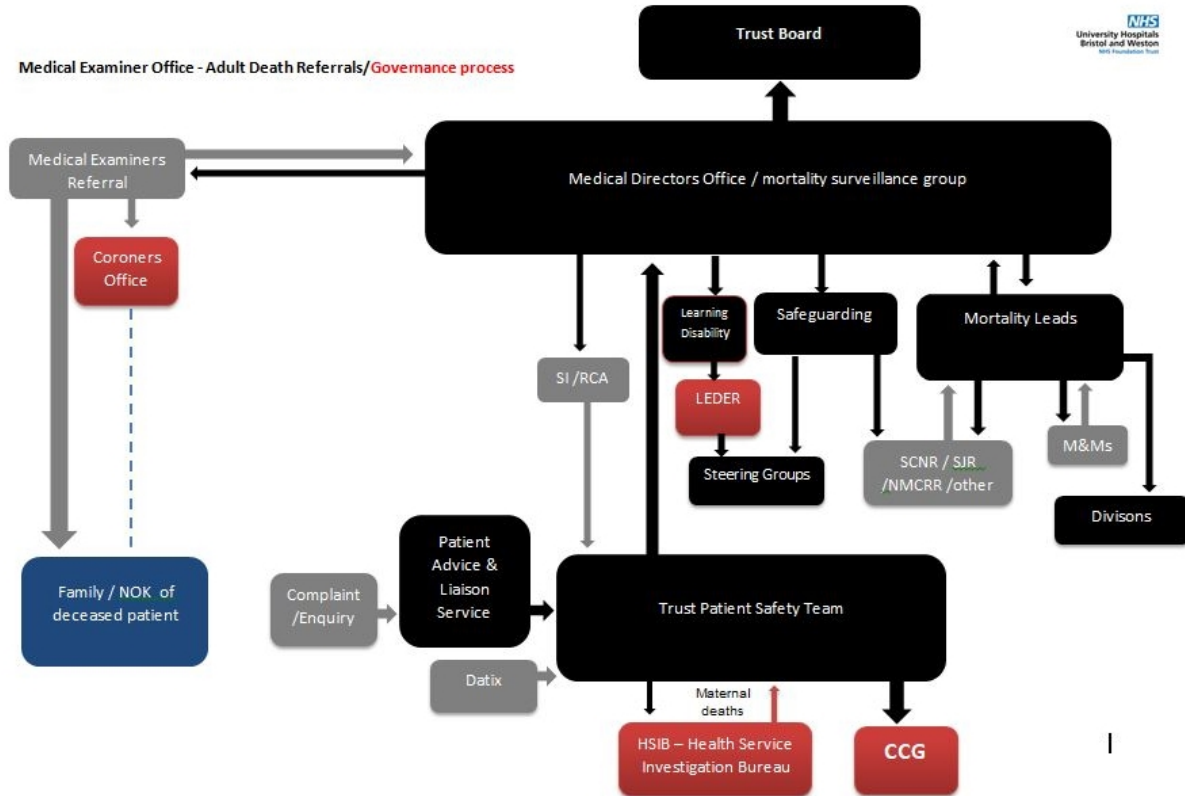 Trust Board
NHS
University Hospitals
Bristol and Weston
NHS Foundation Trust
Medical Examiner Office - Adult Death Referrals/Governance process
Medical Examiners
Referral
Medical Directors Office / mortality surveillance group
Coroners
Office
Learning
Disability
Safeguarding
Mortality Leads
SI /RCA
LEDER
Steering Groups
SCNR / SJR
/NMCRR /other
M&Ms
Divisons
Family / NOK of
deceased patient
Complaint
/Enquiry
Patient
Advice &
Liaison
Service
Trust Patient Safety Team
Datix
Maternal
deaths
HSIB – Health Service
Investigation Bureau
CCG